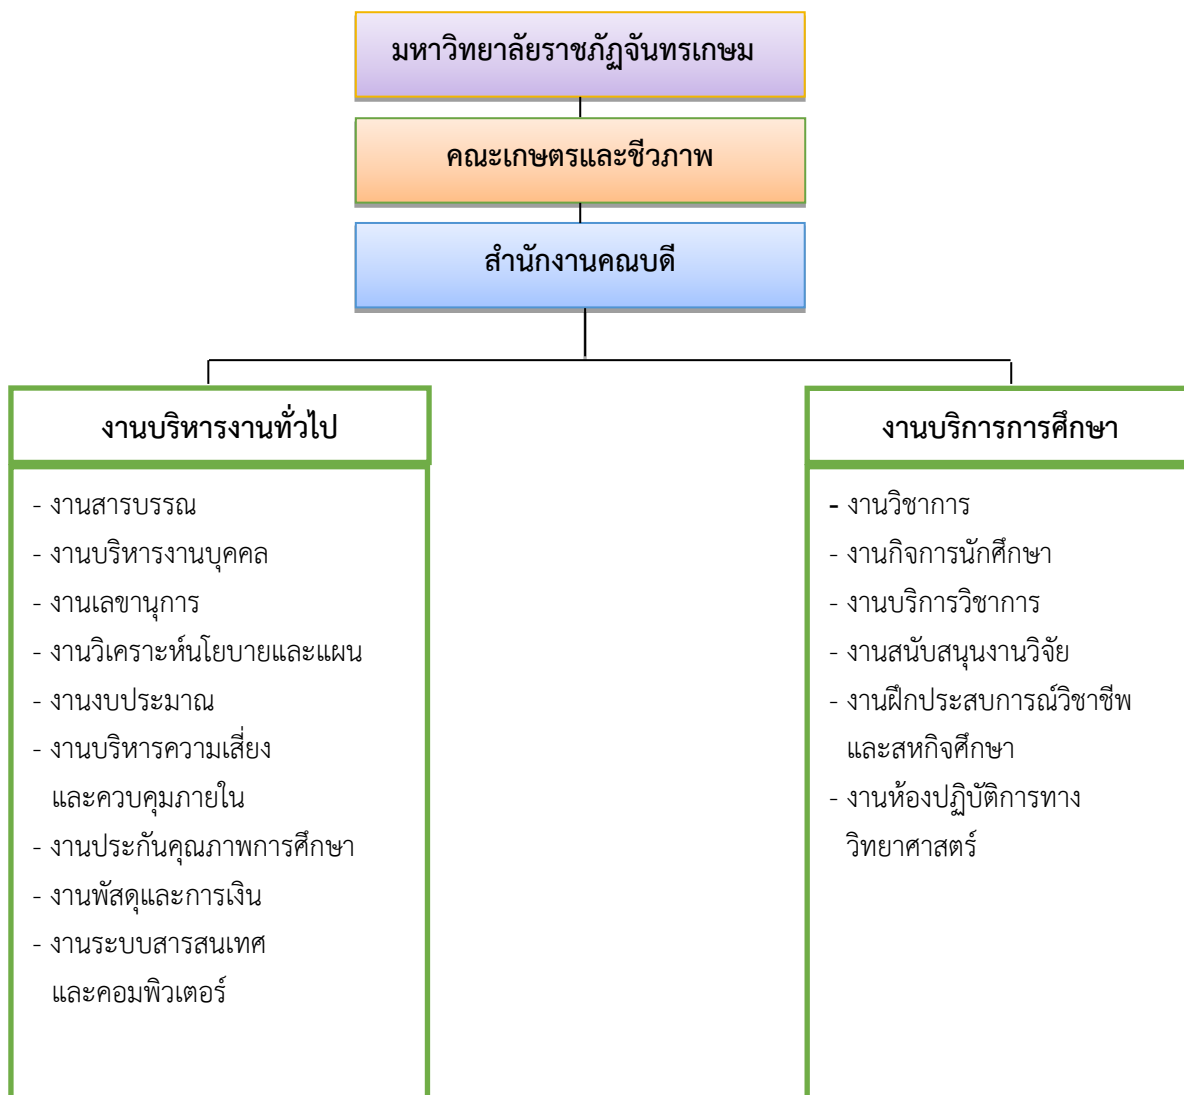 มหาวิทยาลัยราชภัฏจันทรเกษม
คณะเกษตรและชีวภาพ
สำนักงานคณบดี
งานบริหารงานทั่วไป
- งานสารบรรณ
- งานบริหารงานบุคคล
- งานเลขานุการ
- งานวิเคราะห์นโยบายและแผน
- งานงบประมาณ
- งานบริหารความเสี่ยง
และควบคุมภายใน
- งานประกันคุณภาพการศึกษา
- งานพัสดุและการเงิน
- งานระบบสารสนเทศ
และคอมพิวเตอร์
งานบริการการศึกษา
- งานวิชาการ
- งานกิจการนักศึกษา
- งานบริการวิชาการ
- งานสนับสนุนงานวิจัย
- งานฝึกประสบการณ์วิชาชีพ
และสหกิจศึกษา
- งานห้องปฏิบัติการทาง
วิทยาศาสตร์